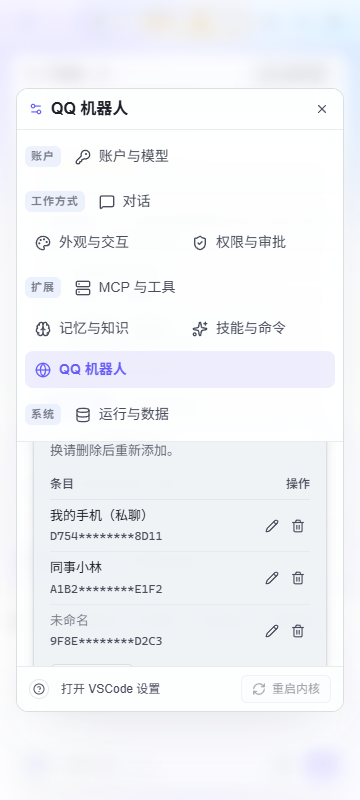 QQ 机器人
账户 账户与模型
工作方式 对话
外观与交互 权限与审批
扩展 MCP 与工具
记忆与知识 技能与命令
QQ 机器人
系统 运行与数据
换请删除后重新添加。
条目 操作
我的手机（私聊）
D754********8D11
同事小林
A1B2********E1F2
未命名
9F8E********D2C3
打开 VSCode 设置 重启内核